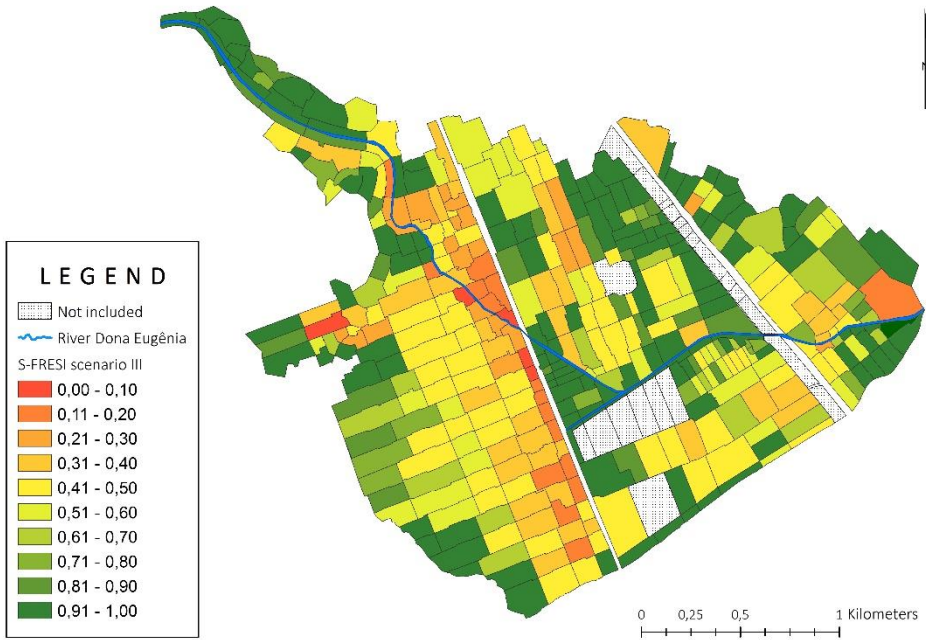 N
LEGEND
Not included
River Dona Eugênia
S-FRESI scenario III
0,00 - 0,10
0,11 - 0,20
0,21 - 0,30
0,31 - 0,40
0,41 - 0,50
0,51 - 0,60
0,61 - 0,70
0,71 - 0,80
0,81 - 0,90
0,91 - 1,00
0 0,25 0,5 1 Kilometers